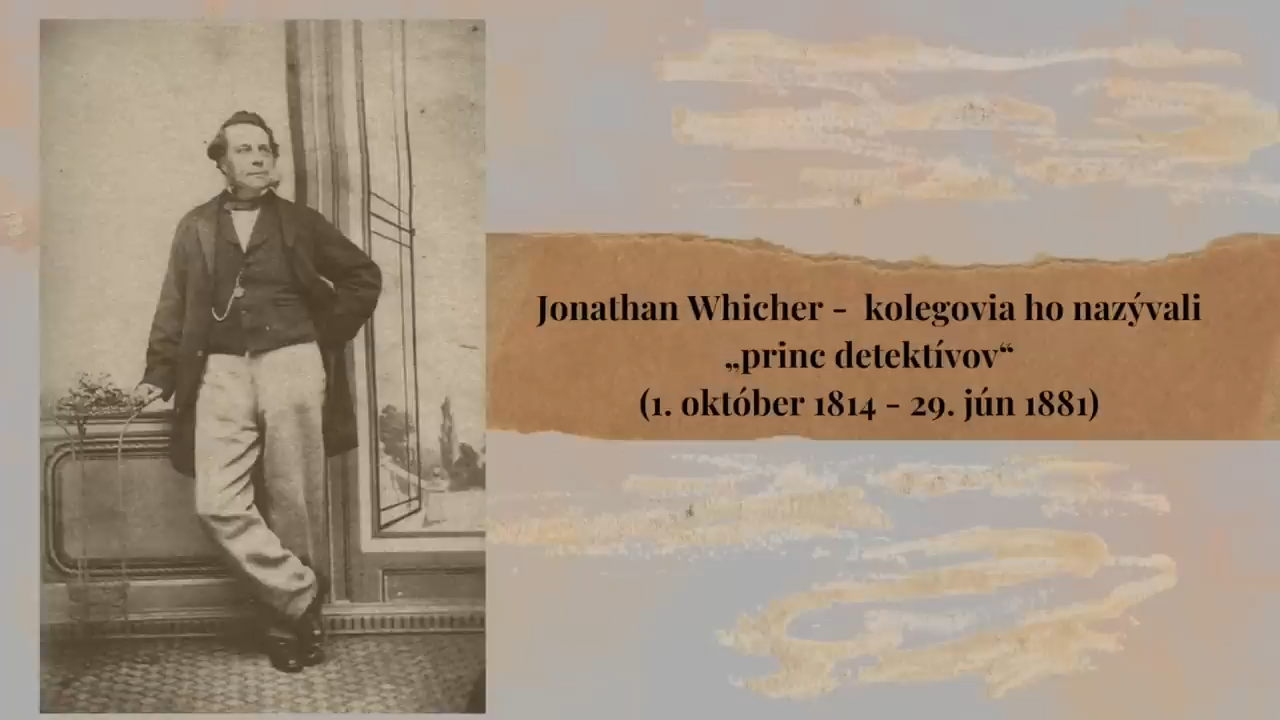 Jonathan Whicher - kolegovia ho nazývali
„princ detektívov“
(1. október 1814 - 29. jún 1881)